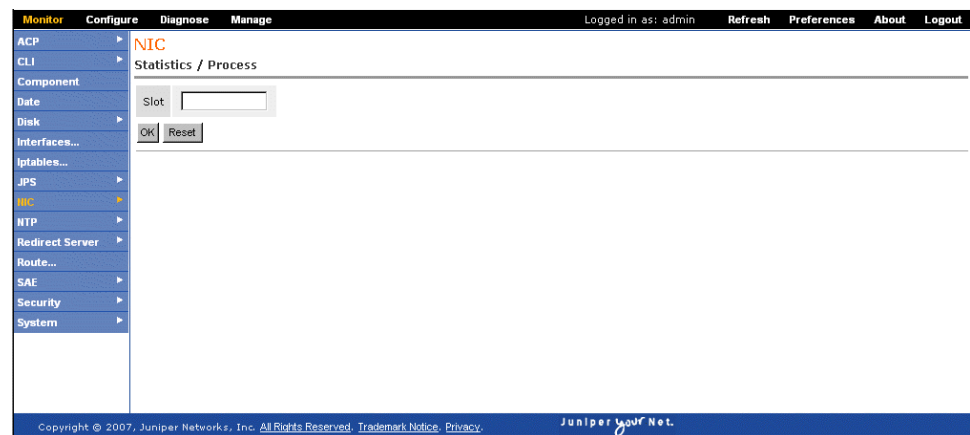 Monitor Configure Diagnose Manage Logged in as: admin Refresh Preferences About Logout
ACP
CLI
Component
Date
Disk
Interfaces...
Iptables...
JPS
NIC
NTP
Redirect Server
Route...
SAE
Security
System
NIC
Statistics / Process
Slot
OK Reset
Copyright © 2007, Juniper Networks, Inc. All Rights Reserved. Trademark Notice. Privacy.
Juniper your Net.